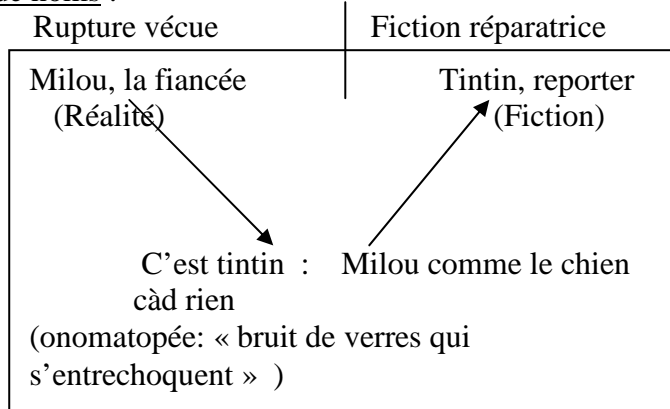 de noms :
Rupture vécue Fiction réparatrice
Milou, la fiancée Tintin, reporter
(Réalité) (Fiction)
C’est tintin : Milou comme le chien
càd rien
(onomatopée: « bruit de verres qui
s’entrechoquent » )